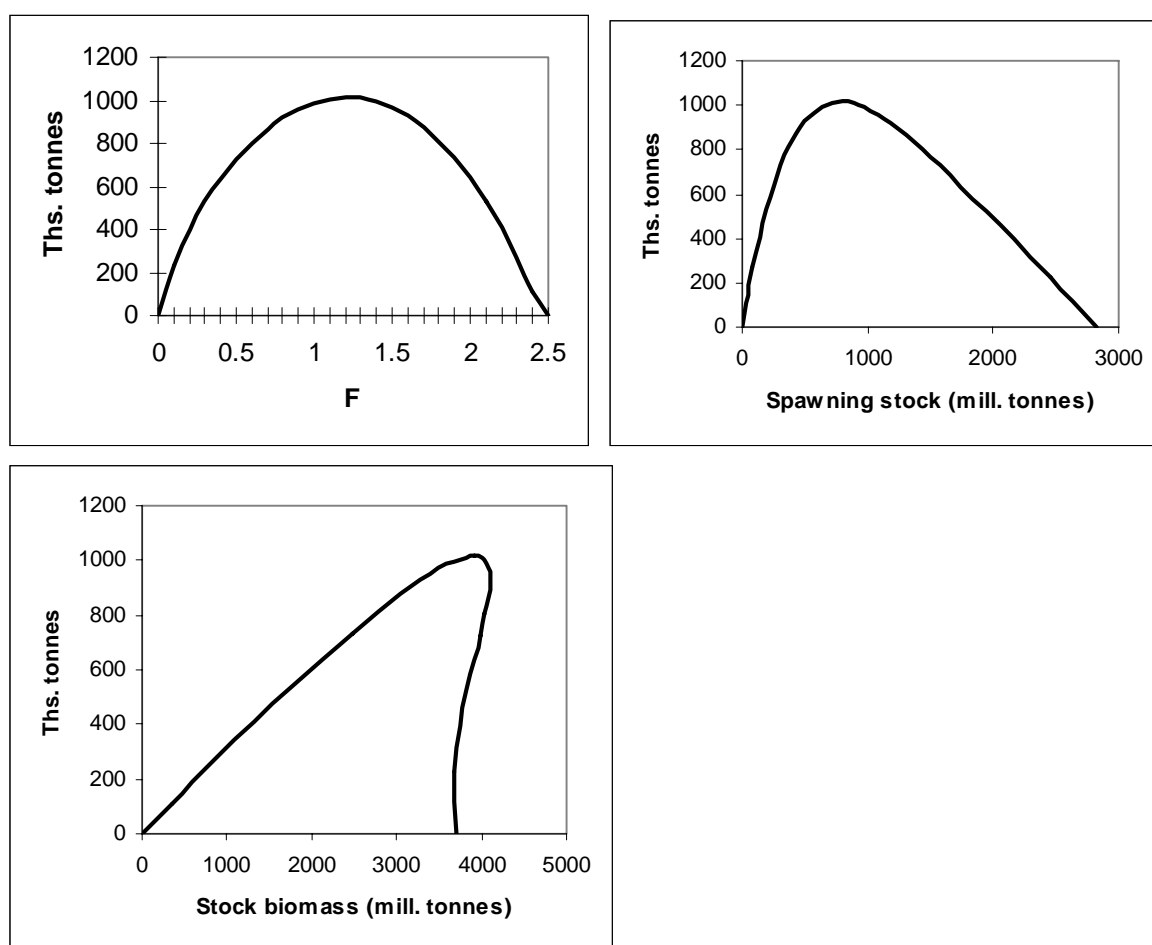 1200
1000
800
600
400
200
0
Ths. tonnes
0 0.5 1 1.5 2 2.5
F
1200
1000
800
600
400
200
0
Ths. tonnes
0 1000 2000 3000
Spawning stock (mill. tonnes)
1200
1000
800
600
400
200
0
Ths. tonnes
0 1000 2000 3000 4000 5000
Stock biomass (mill. tonnes)